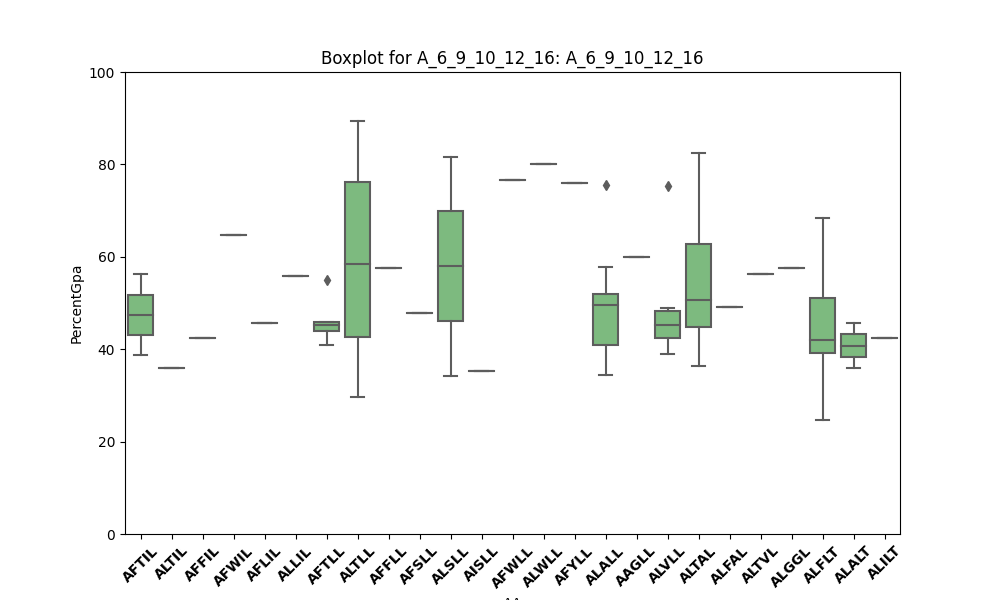 Boxplot for A_6_9_10_12_16: A_6_9_10_12_16
100
80
60
40
20
0
PercentGpa
AFTIL
ALTIL
AFFIL
AFWIL
AFLIL
ALLIL
AFTLL
ALTLL
AFFLL
AFSLL
ALSLL
AISLL
AFWLL
ALWLL
AFYLL
ALALL
AAGLL
ALVLL
ALTAL
ALFAL
ALTVL
ALGGL
ALFLT
ALALT
ALILT